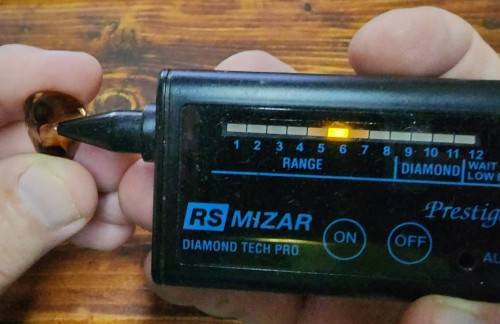 1 2 3 4 5 6 7 8 9 10 11 12
RANGE DIAMOND WAIT
LOW
RS MIZAR Prestig
DIAMOND TECH PRO ON OFF AU